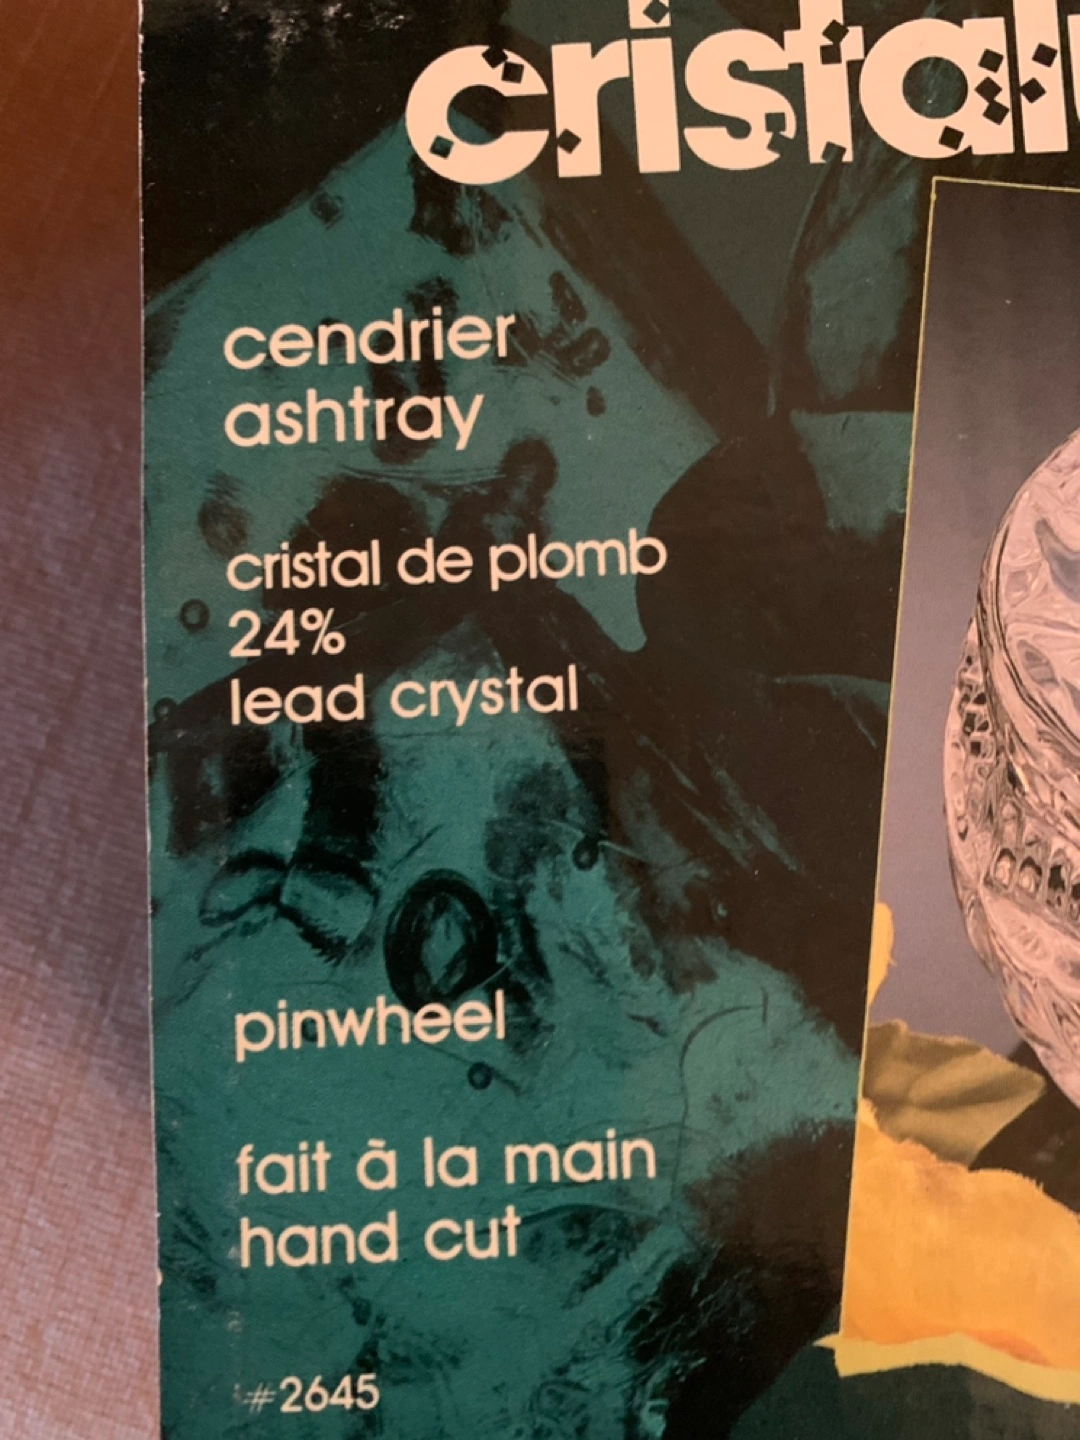 cendrier
ashtray
cristal de plomb
24%
lead crystal
pinwheel
fait à la main
hand cut
#2645